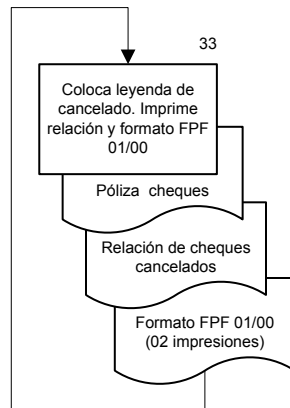 33
Coloca leyenda de
cancelado. Imprime
relación y formato FPF
01/00
Póliza cheques
Relación de cheques
cancelados
Formato FPF 01/00
(02 impresiones)